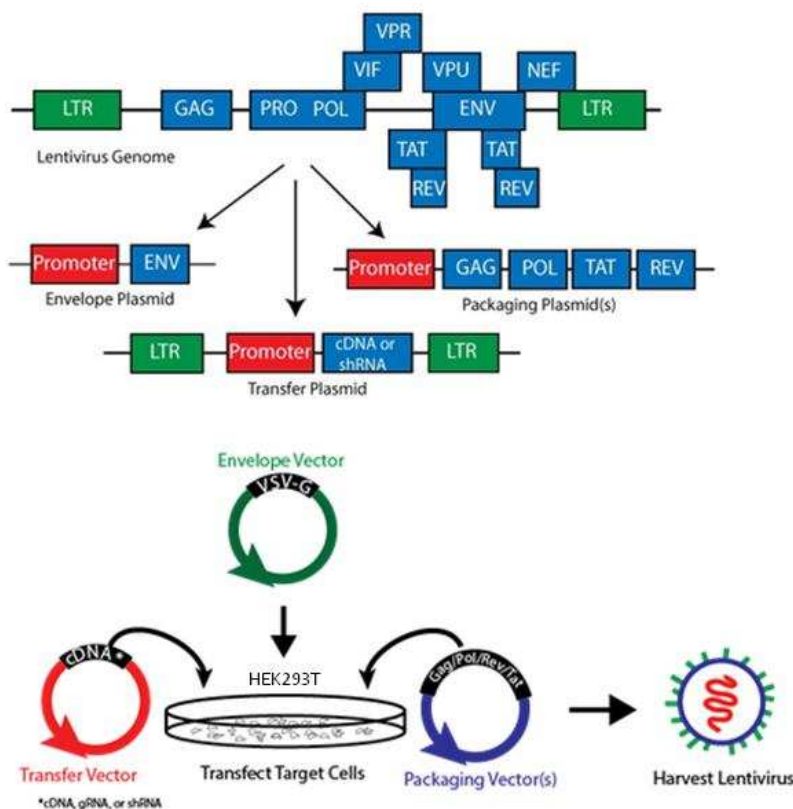 VPR
VIF
VPU
NEF
LTR
GAG
PRO POL
ENV
LTR
Lentivirus Genome
TAT
TAT
REV
REV
Promoter ENV
Envelope Plasmid
Promoter GAG POL TAT REV
Packaging Plasmid(s)
LTR Promoter cDNA or shRNA LTR
Transfer Plasmid
Envelope Vector
VSV-G
cDNA*
HEK293T
Gag/Pol/Rev/Tat
Transfer Vector
Transfect Target Cells
Packaging Vector(s)
Harvest Lentivirus
*cDNA, gRNA, or shRNA